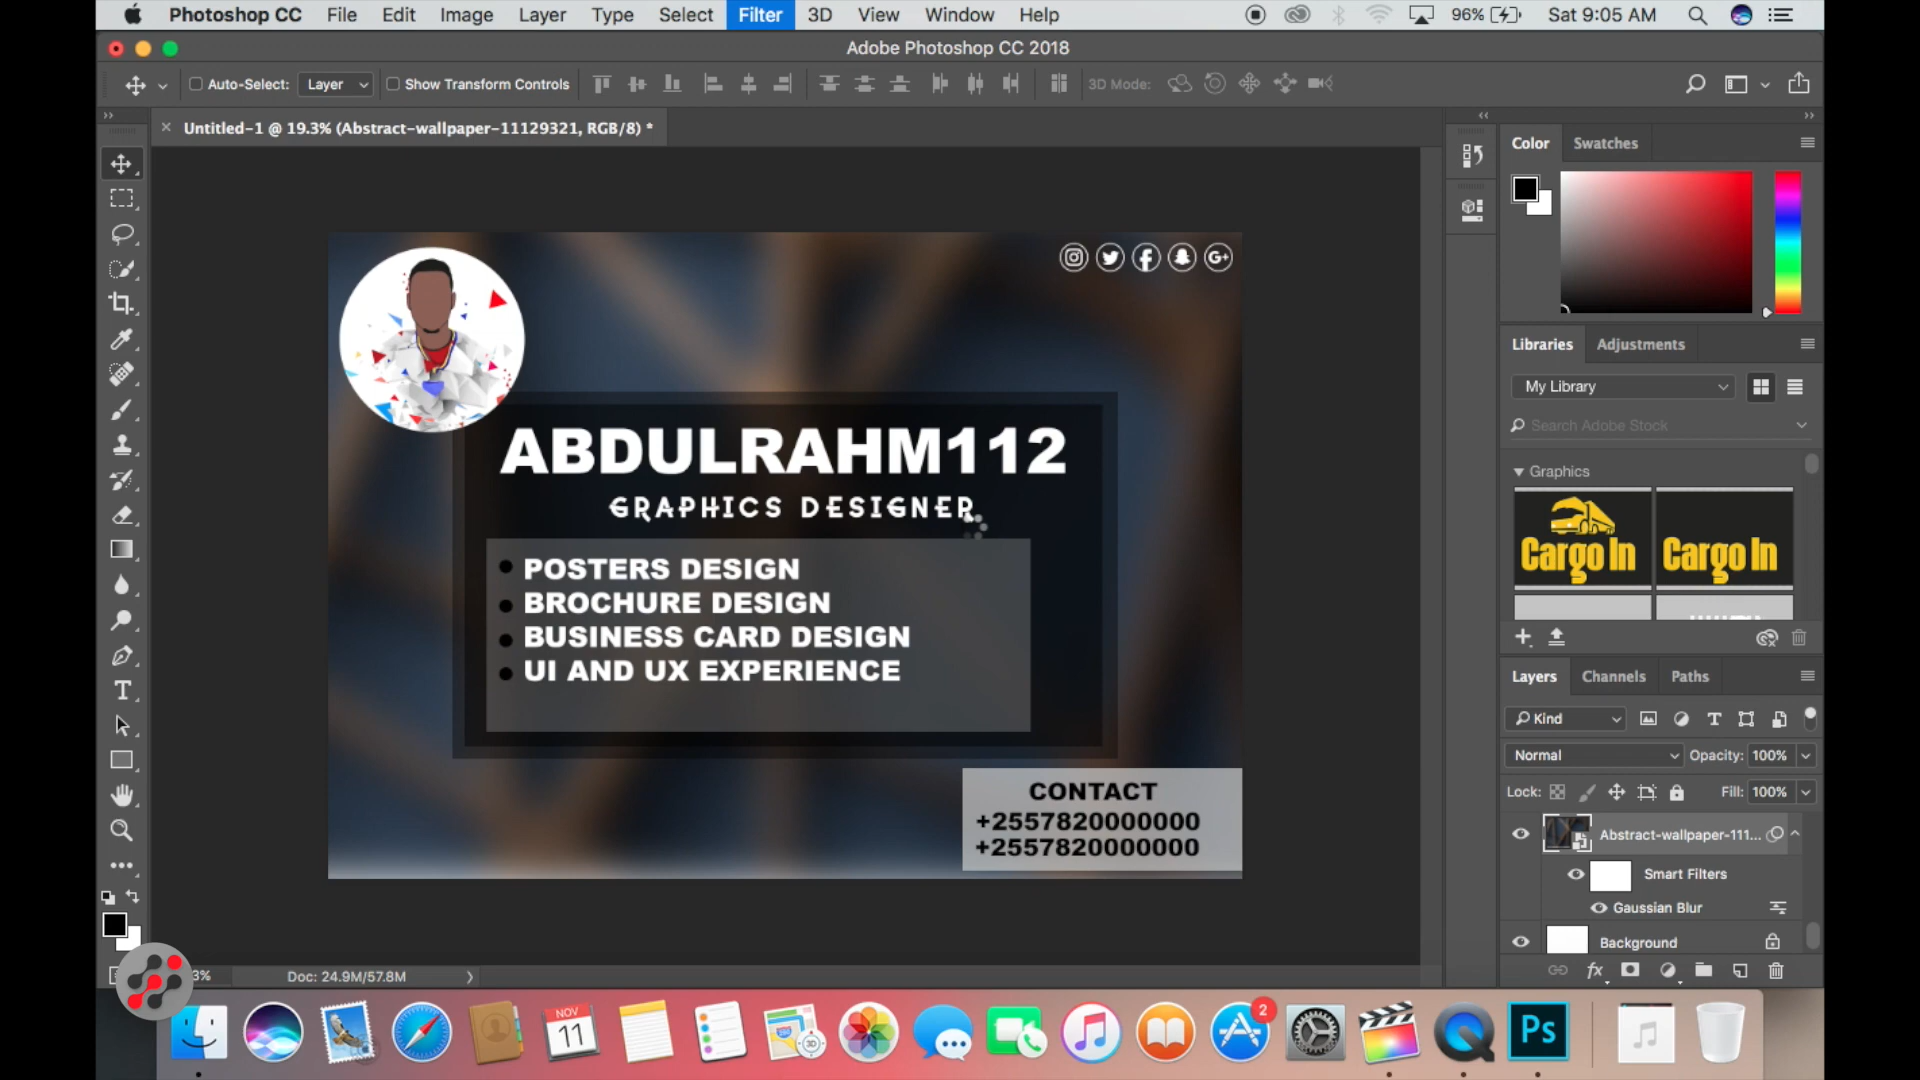 Photoshop CC File Edit Image Layer Type Select Filter 3D View Window Help 96% Sat 9:05 AM
Adobe Photoshop CC 2018
Auto-Select: Layer Show Transform Controls 3D Mode:
Untitled-1 @ 19.3% (Abstract-wallpaper-11129321, RGB/8) *
Color Swatches
ABDULRAHM112
GRAPHICS DESIGNER
POSTERS DESIGN
BROCHURE DESIGN
BUSINESS CARD DESIGN
UI AND UX EXPERIENCE
CONTACT
+2557820000000
+2557820000000
Libraries Adjustments
My Library
Search Adobe Stock
Graphics
Cargo In Cargo In
Layers Channels Paths
Kind
Normal Opacity: 100%
Lock: Fill: 100%
Abstract-wallpaper-111...
Smart Filters
Gaussian Blur
Background
fx
3% Doc: 24.9M/57.8M
NOV
11
3D
2
Ps